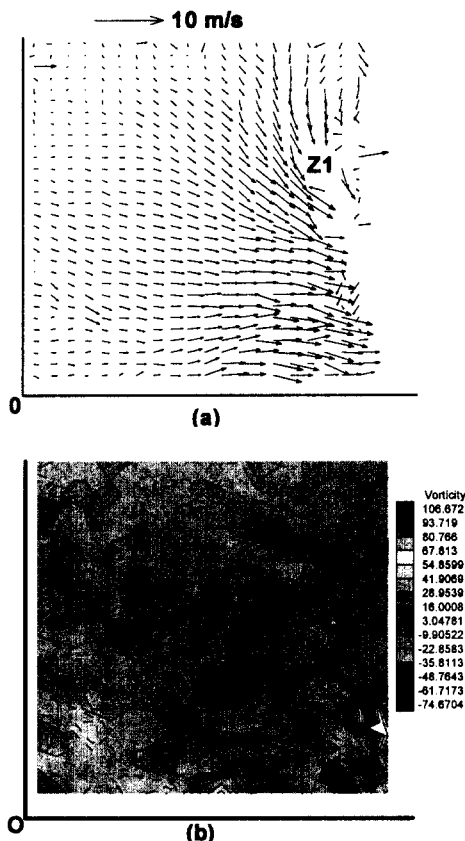 10 m/s
Z1
0
(a)
Vorticity
106.672
93.719
80.766
67.813
54.8599
41.9069
28.9539
16.0008
3.04781
-9.90522
-22.8583
-35.8113
-48.7643
-61.7173
-74.6704
O
(b)